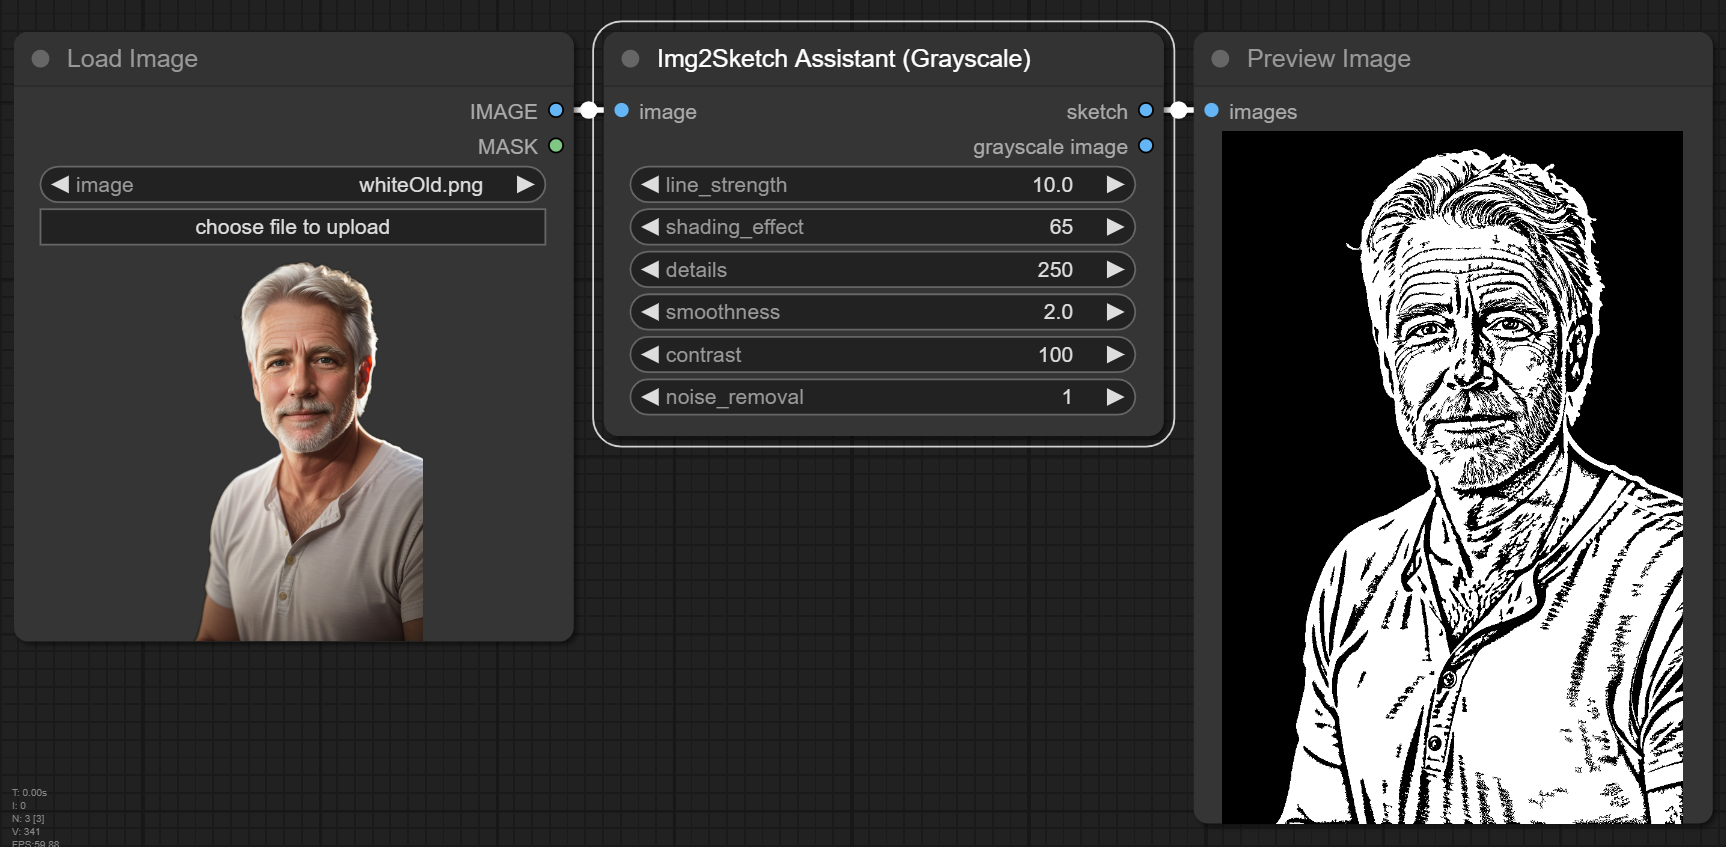 Load Image
IMAGE
MASK
image whiteOld.png
choose file to upload
Img2Sketch Assistant (Grayscale)
image sketch
grayscale image
line_strength 10.0
shading_effect 65
details 250
smoothness 2.0
contrast 100
noise_removal 1
Preview Image
images
T: 0.00s
I: 0
N: 3 [3]
V: 341
FPS:59.88